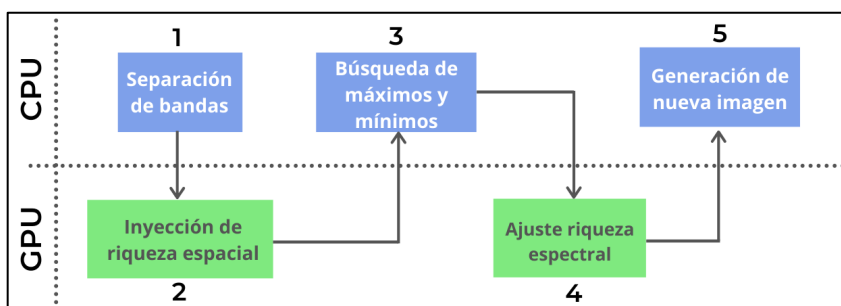 CPU
1
Separación
de bandas
3
Búsqueda de
máximos y
mínimos
5
Generación de
nueva imagen
GPU
Inyección de
riqueza espacial
2
Ajuste riqueza
espectral
4